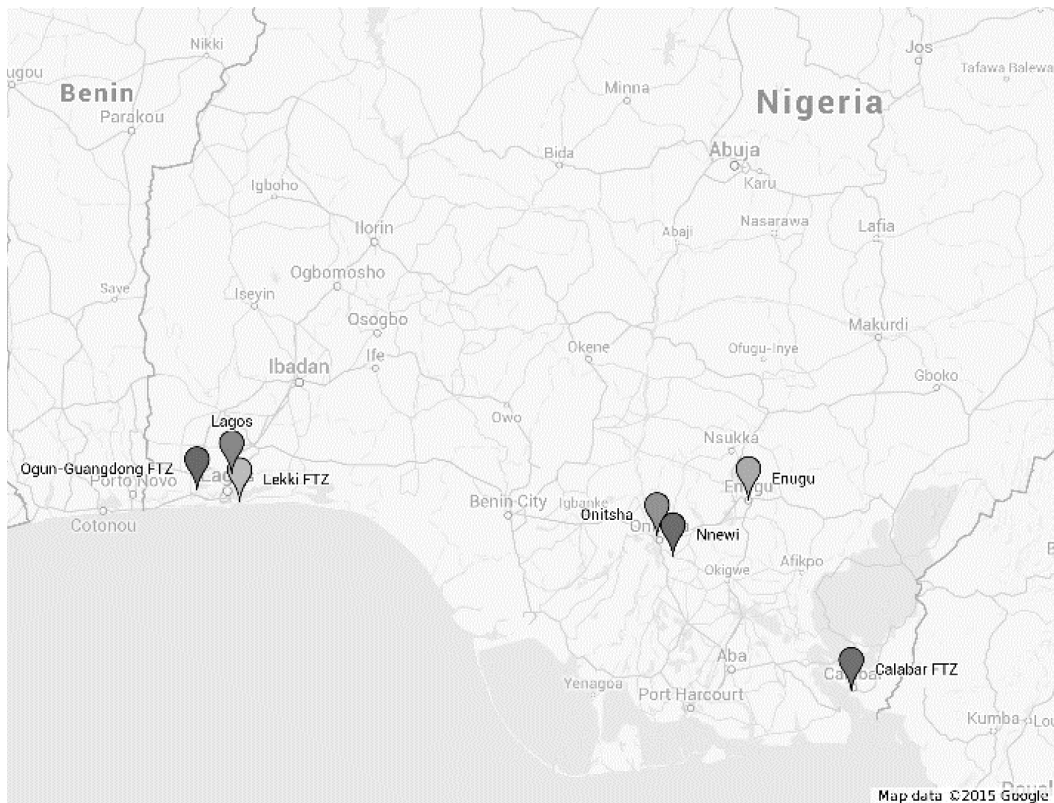 Nikki
Jos
ugou
Tafawa Balewa
Benin
Minna
Nigeria
Parakou
Abuja
Bida
Karu
Igboho
Nasarawa
Ilorin
Abaji
Lafia
Ogbomosho
Save
Iseyin
Osogbo
Makurdi
Okene
Ofugu-Inye
Ife
Ibadan
Gboko
Owo
Lagos
Nsukka
Ogun-Guangdong FTZ
Porto Novo
Lekki FTZ
Enugu
Benin City
Igbanke
Onitsha
Cotonou
Nnewi
Afikpo
Okigwe
Aba
Calabar FTZ
Yenagoa
Port Harcourt
Kumba
Lou
Map data ©2015 Google